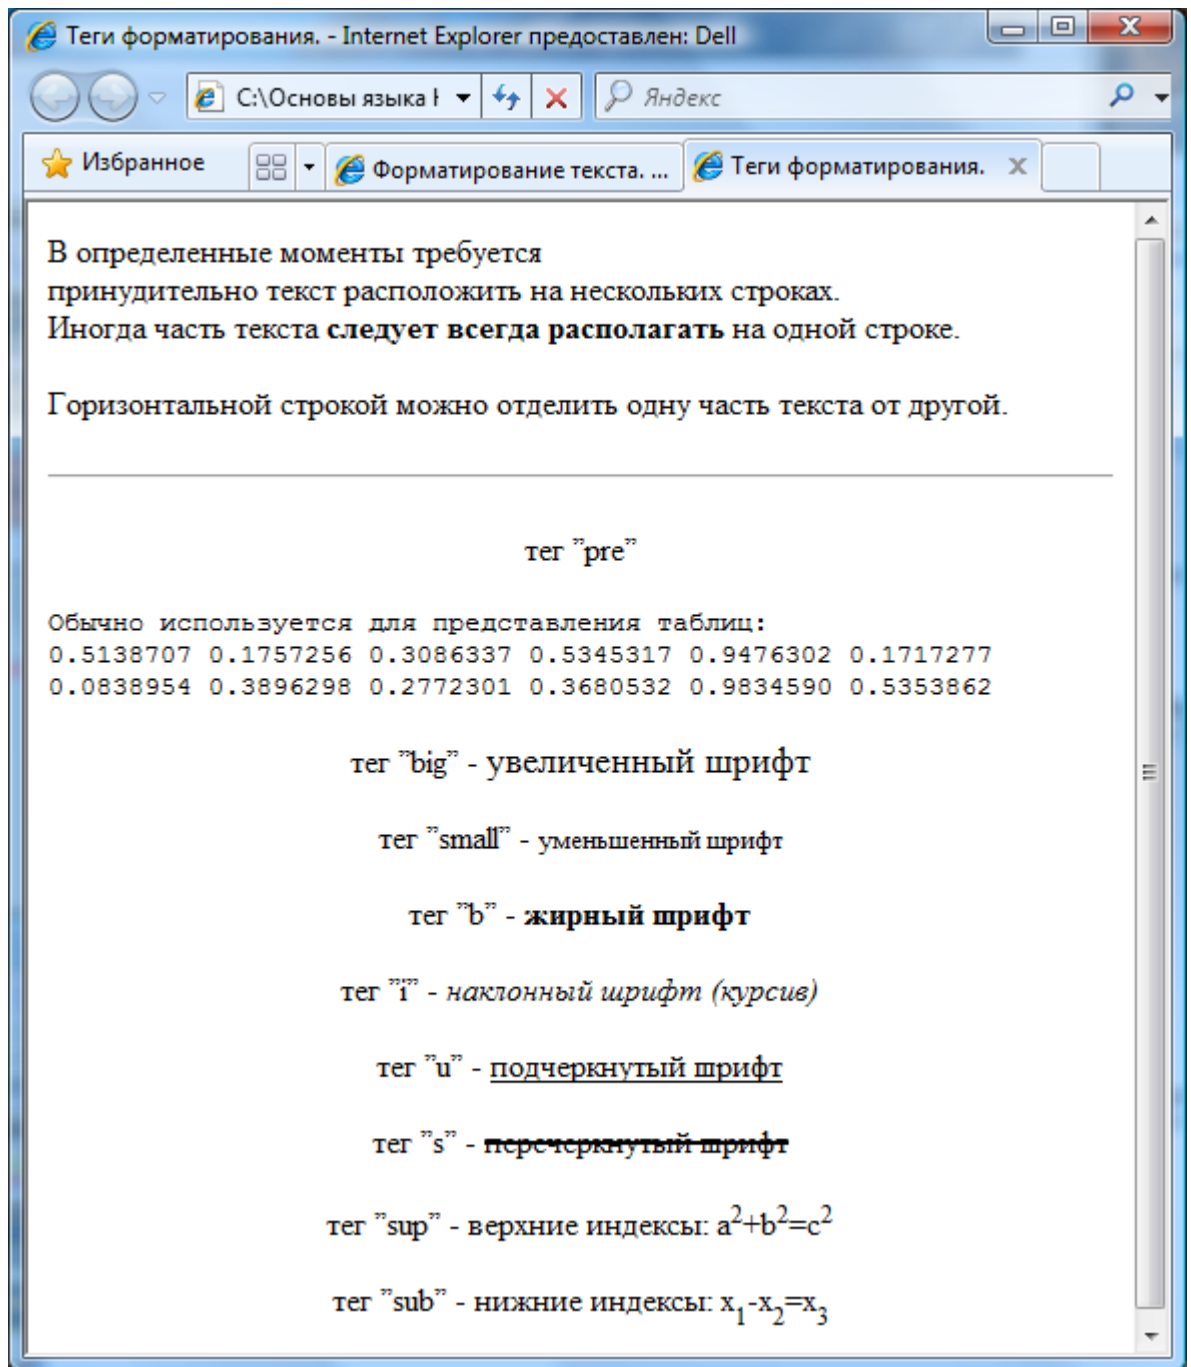 Теги форматирования. - Internet Explorer предоставлен: Dell
C:\Основы языка Яндекс
Избранное Форматирование текста. ... Теги форматирования.
В определенные моменты требуется
принудительно текст расположить на нескольких строках.
Иногда часть текста следует всегда располагать на одной строке.
Горизонтальной строкой можно отделить одну часть текста от другой.
тег ”pre”
Обычно используется для представления таблиц:
0.5138707 0.1757256 0.3086337 0.5345317 0.9476302 0.1717277
0.0838954 0.3896298 0.2772301 0.3680532 0.9834590 0.5353862
тег ”big” - увеличенный шрифт
тег ”small” - уменьшенный шрифт
тег ”b” - жирный шрифт
тег ”i” - наклонный шрифт (курсив)
тег ”u” - подчеркнутый шрифт
тег ”s” - перечеркнутый шрифт
тег ”sup” - верхние индексы: a²+b²=c²
тег ”sub” - нижние индексы: x₁-x₂=x₃